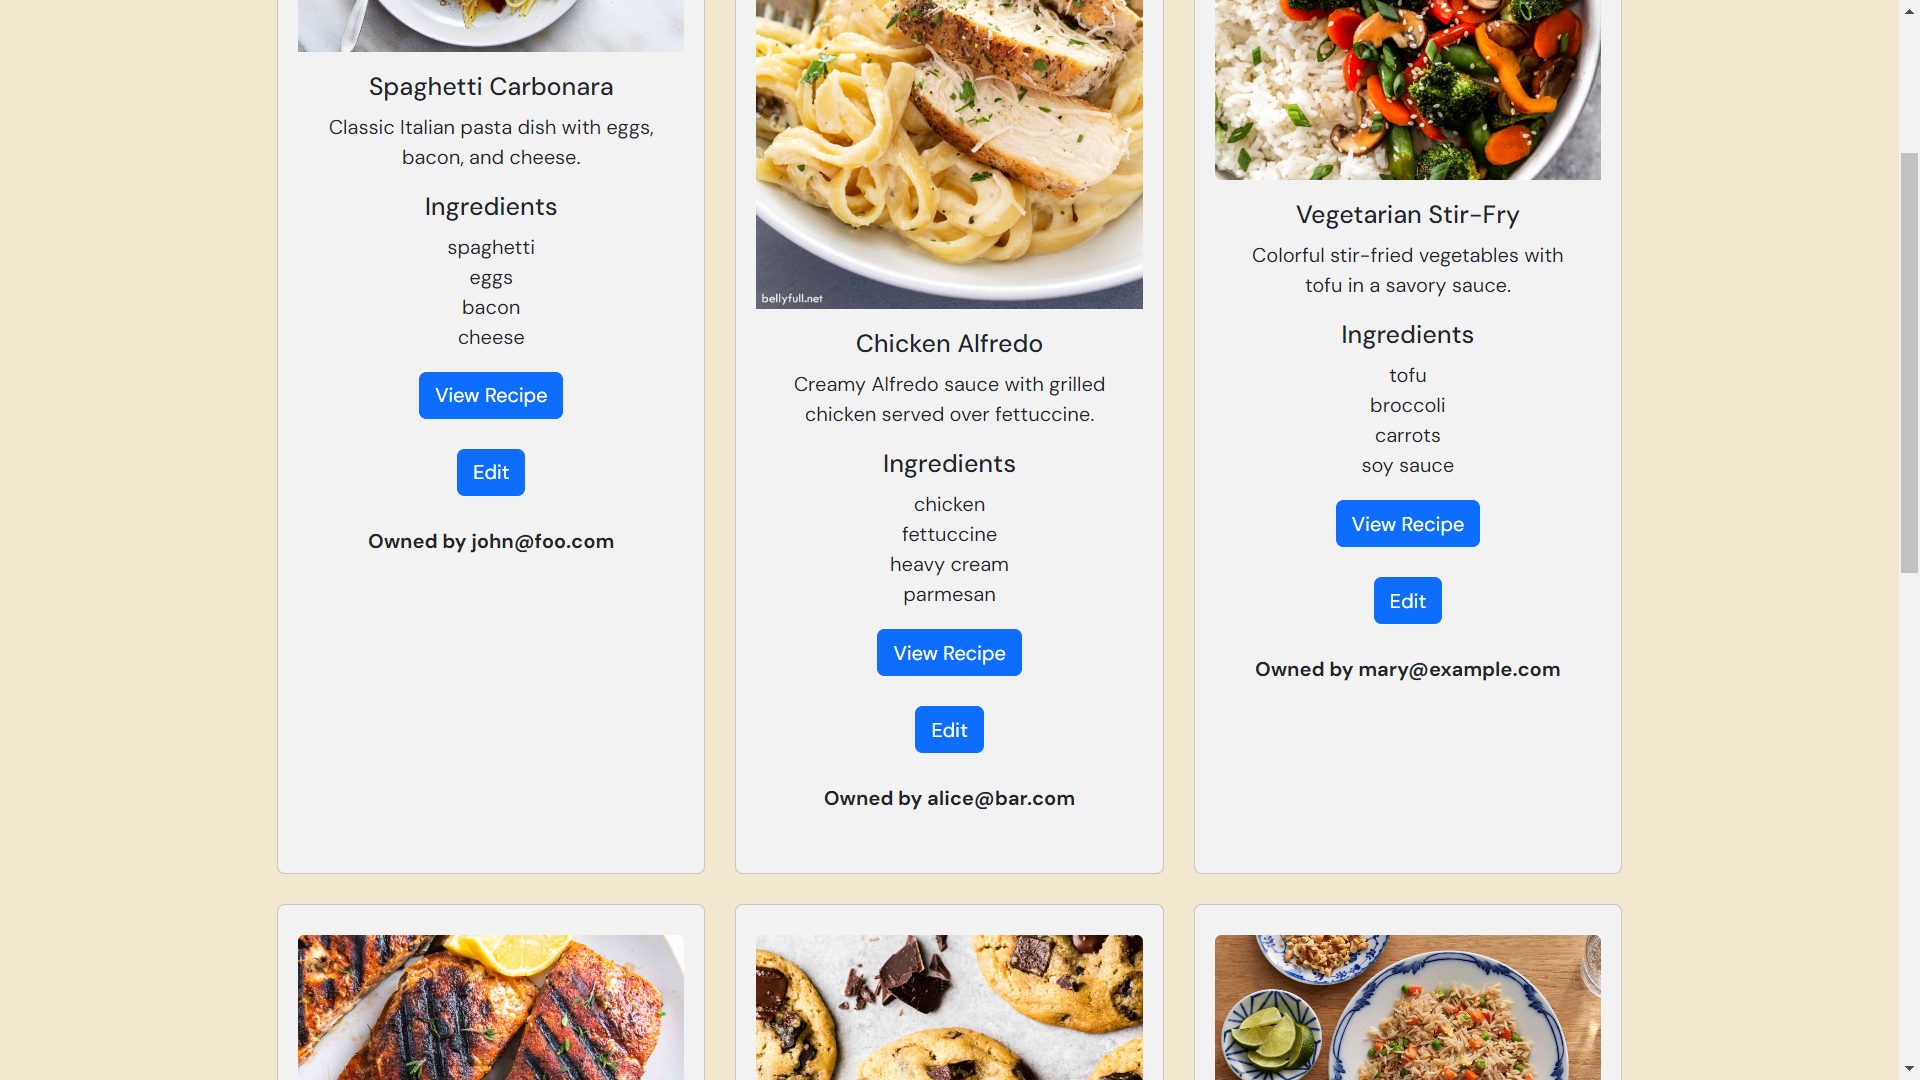 Spaghetti Carbonara
Classic Italian pasta dish with eggs,
bacon, and cheese.
Ingredients
spaghetti
eggs
bacon
cheese
View Recipe
Edit
Owned by john@foo.com
bellyfull.net
Chicken Alfredo
Creamy Alfredo sauce with grilled
chicken served over fettuccine.
Ingredients
chicken
fettuccine
heavy cream
parmesan
View Recipe
Edit
Owned by alice@bar.com
Vegetarian Stir-Fry
Colorful stir-fried vegetables with
tofu in a savory sauce.
Ingredients
tofu
broccoli
carrots
soy sauce
View Recipe
Edit
Owned by mary@example.com